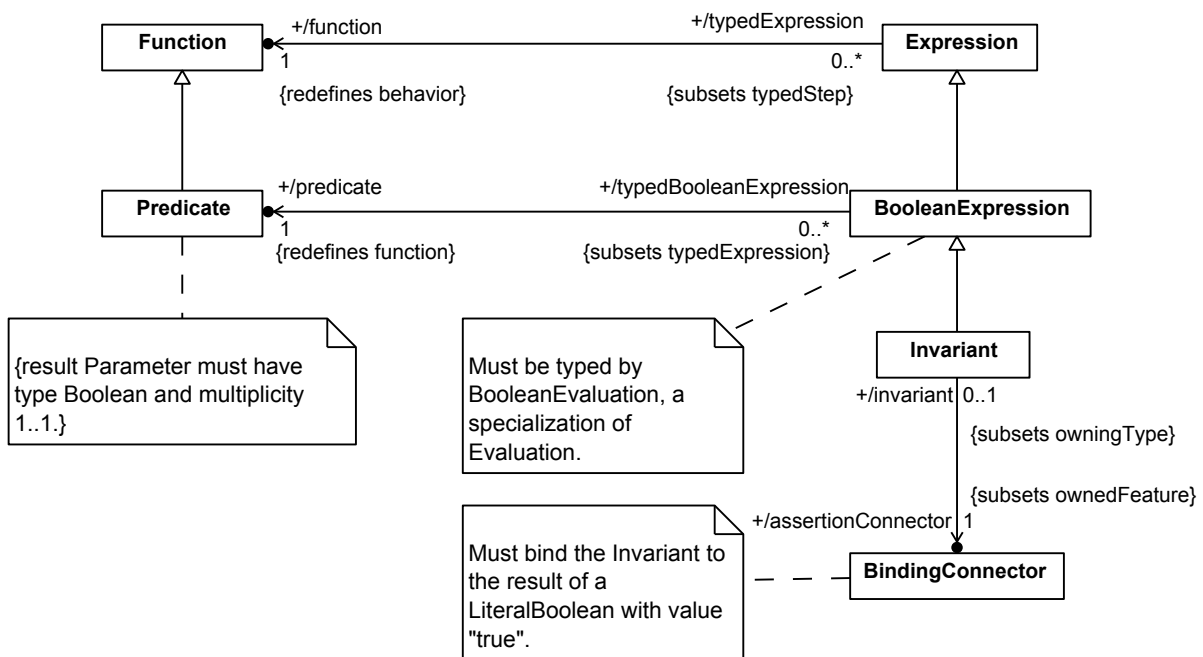 Function
+/function
+/typedExpression
Expression
1
0..*
{redefines behavior}
{subsets typedStep}
Predicate
+/predicate
+/typedBooleanExpression
BooleanExpression
1
0..*
{redefines function}
{subsets typedExpression}
{result Parameter must have
type Boolean and multiplicity
1..1.}
Must be typed by
BooleanEvaluation, a
specialization of
Evaluation.
Invariant
+/invariant
0..1
{subsets owningType}
{subsets ownedFeature}
+/assertionConnector
1
BindingConnector
Must bind the Invariant to
the result of a
LiteralBoolean with value
"true".